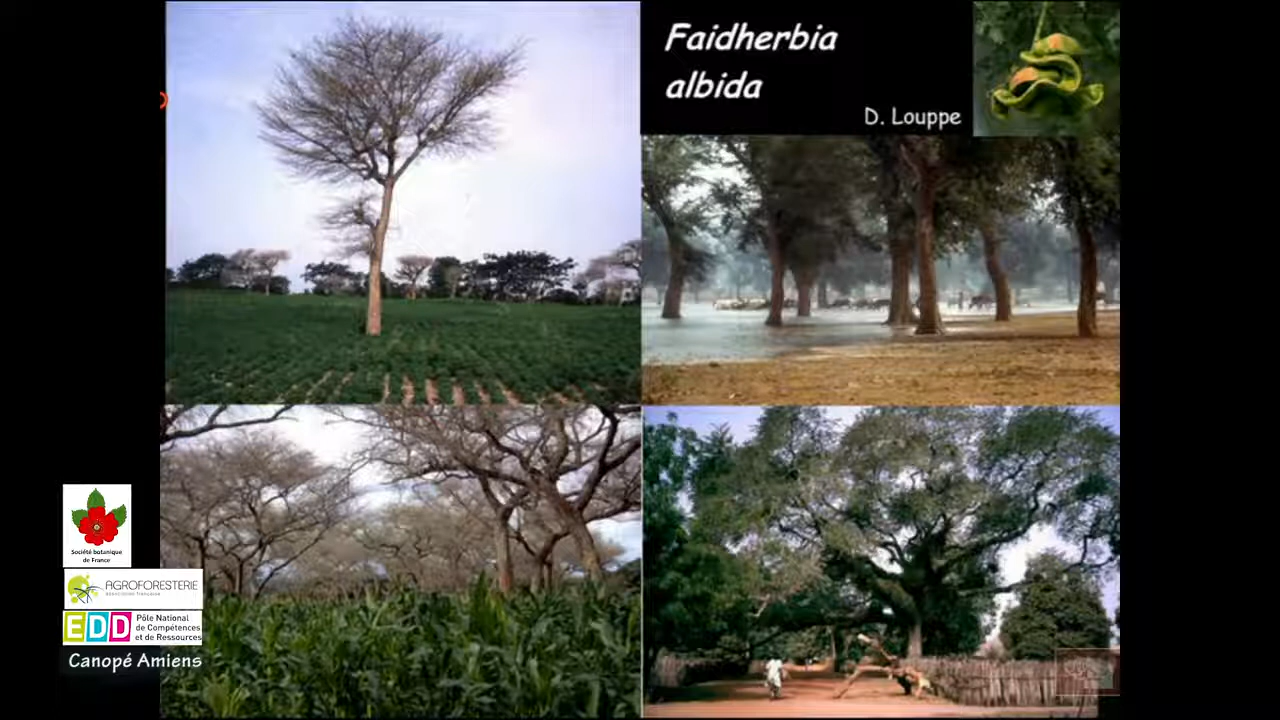 Faidherbia
albida
D. Louppe
Société botanique
de France
AGROFORESTERIE
EDD
Pôle National
de Compétences
et de Ressources
Canopé Amiens